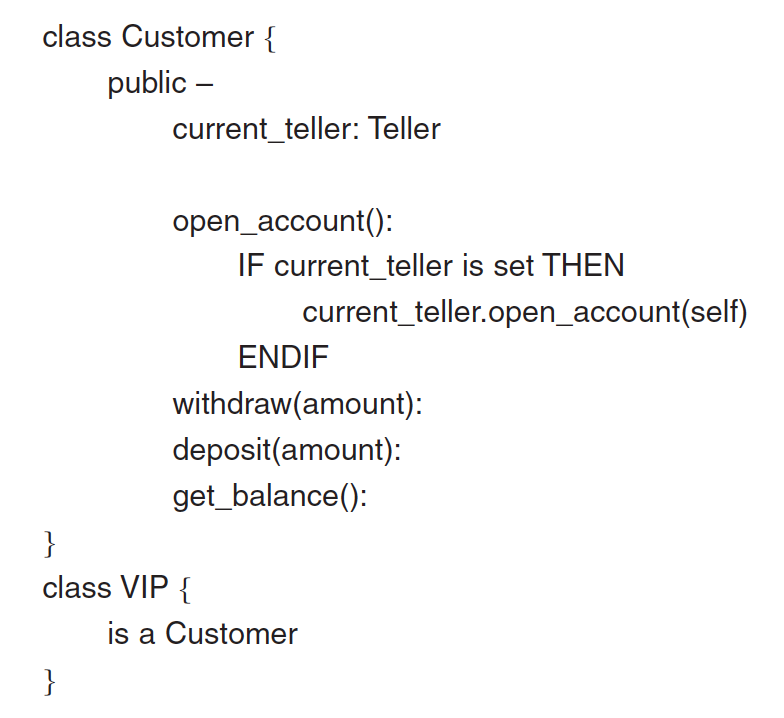 class Customer {
public –
current_teller: Teller
open_account():
IF current_teller is set THEN
current_teller.open_account(self)
ENDIF
withdraw(amount):
deposit(amount):
get_balance():
}
class VIP {
is a Customer
}